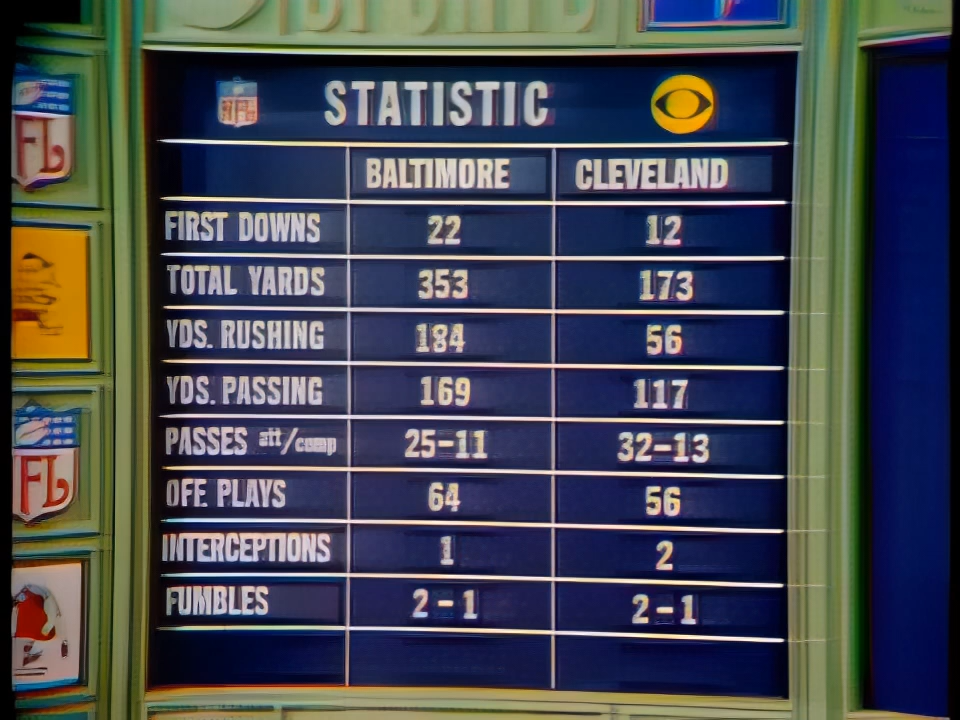 STATISTIC
BALTIMORE CLEVELAND
FIRST DOWNS 22 12
TOTAL YARDS 353 173
YDS. RUSHING 184 56
YDS. PASSING 169 117
PASSES att/comp 25-11 32-13
OFF. PLAYS 64 56
INTERCEPTIONS 1 2
FUMBLES 2-1 2-1